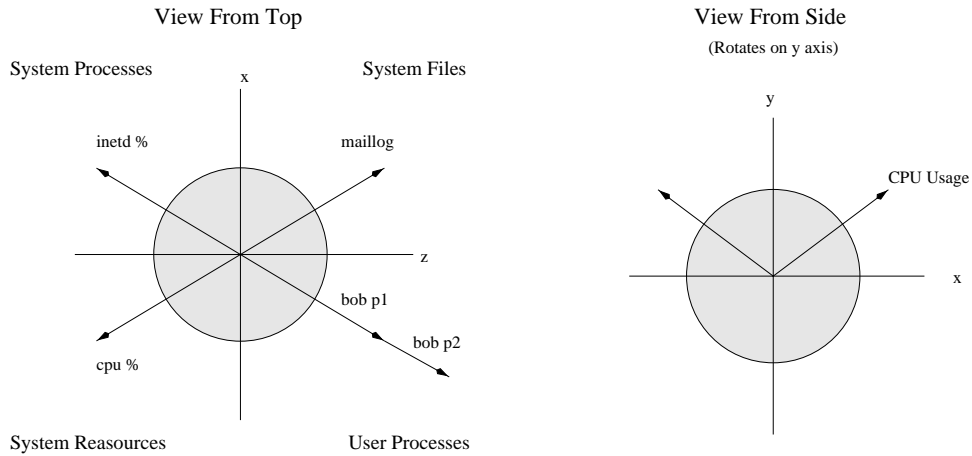 View From Top
System Processes
x
System Files
inetd %
maillog
z
bob p1
bob p2
cpu %
System Reasources
User Processes
View From Side
(Rotates on y axis)
y
CPU Usage
x